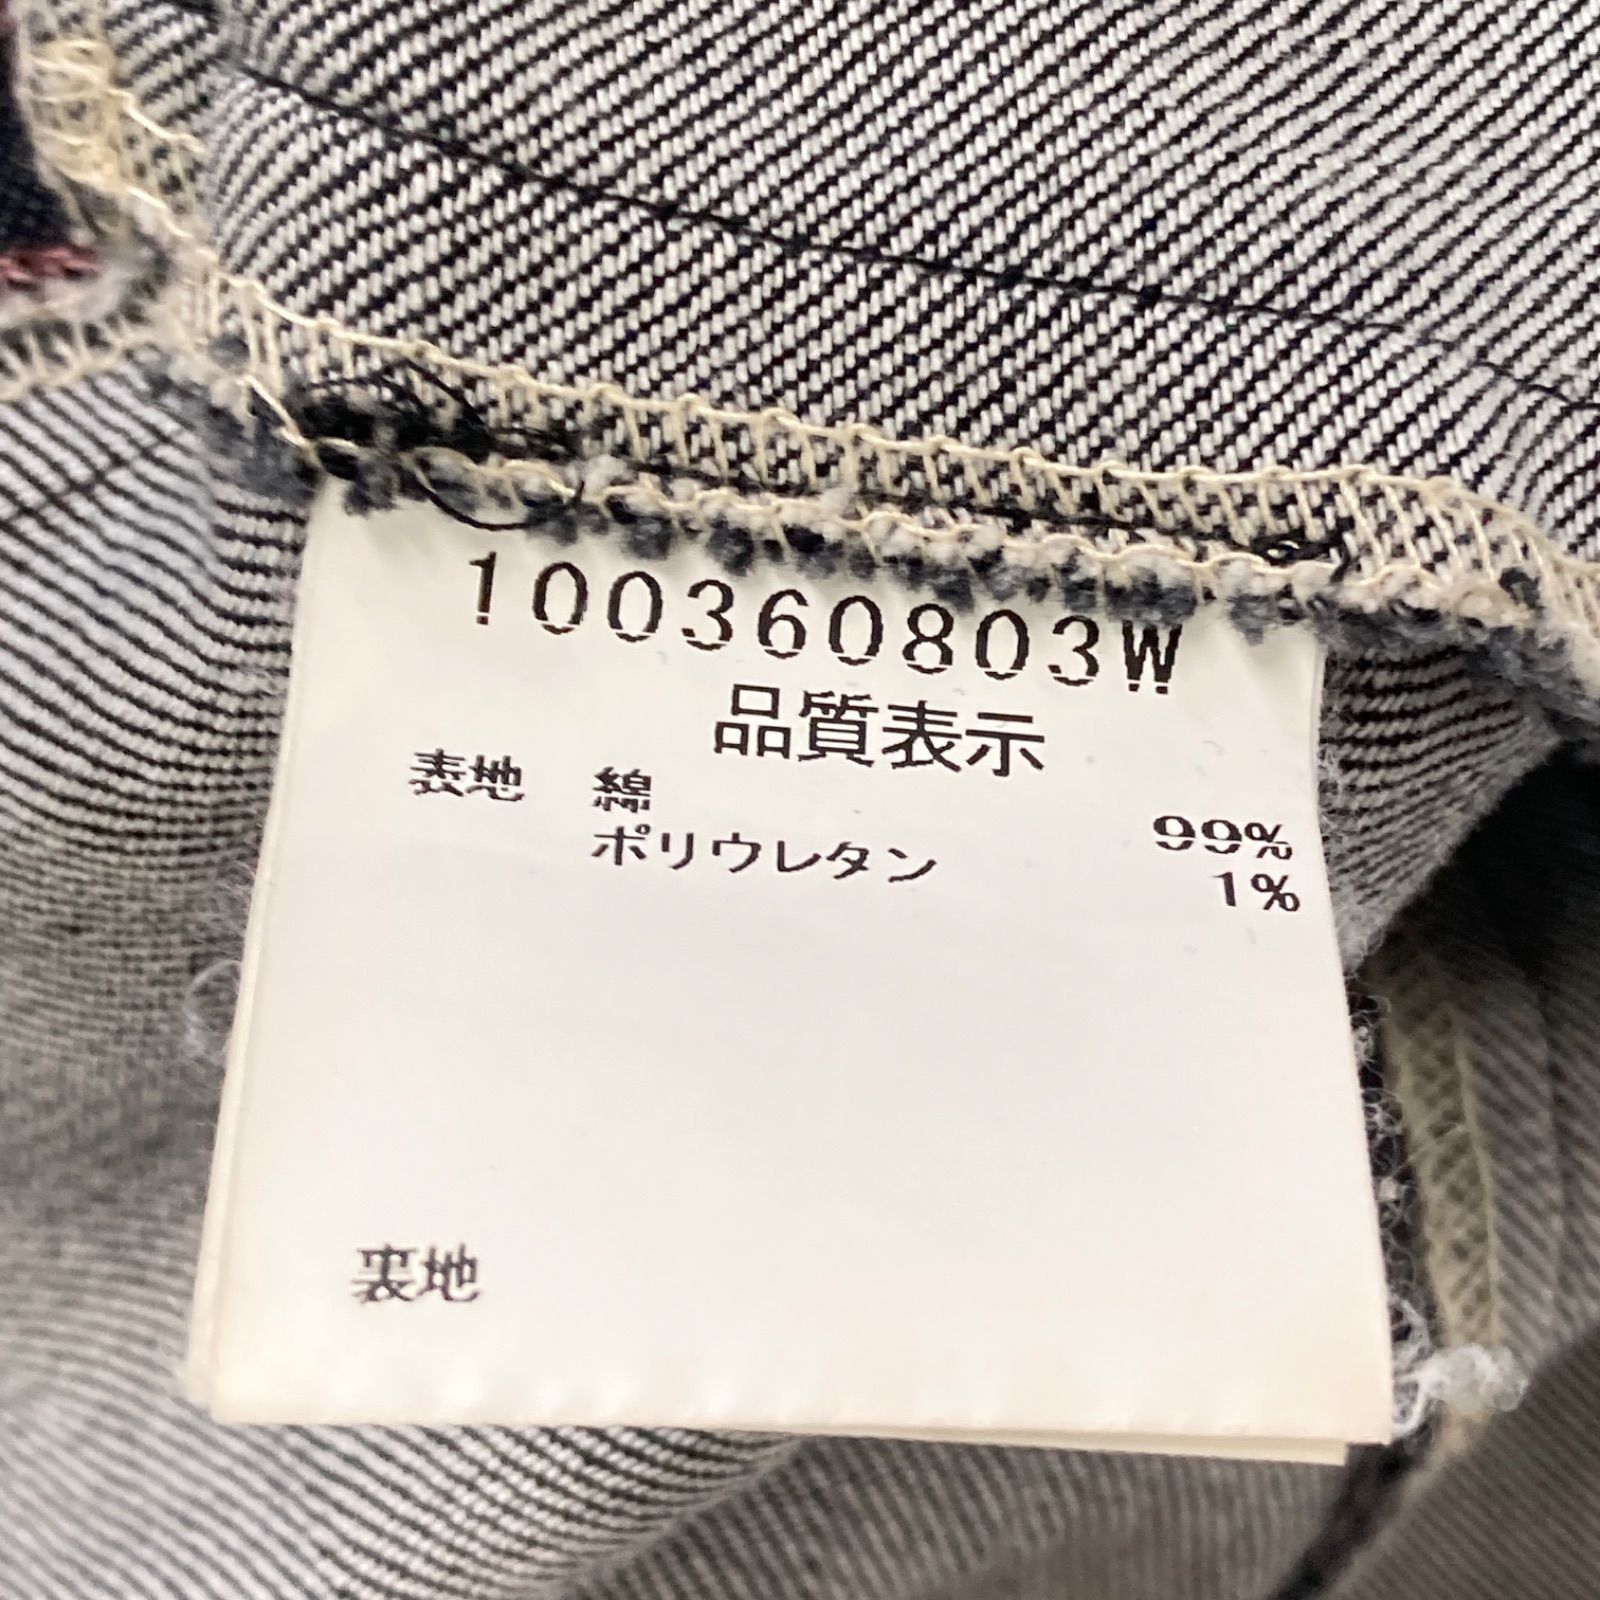 100360803W
品質表示
表地 綿 99%
ポリウレタン 1%
裏地